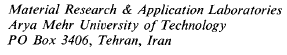 Material Research & Application Laboratories
Arya Mehr University of Technology
PO Box 3406, Tehran, Iran